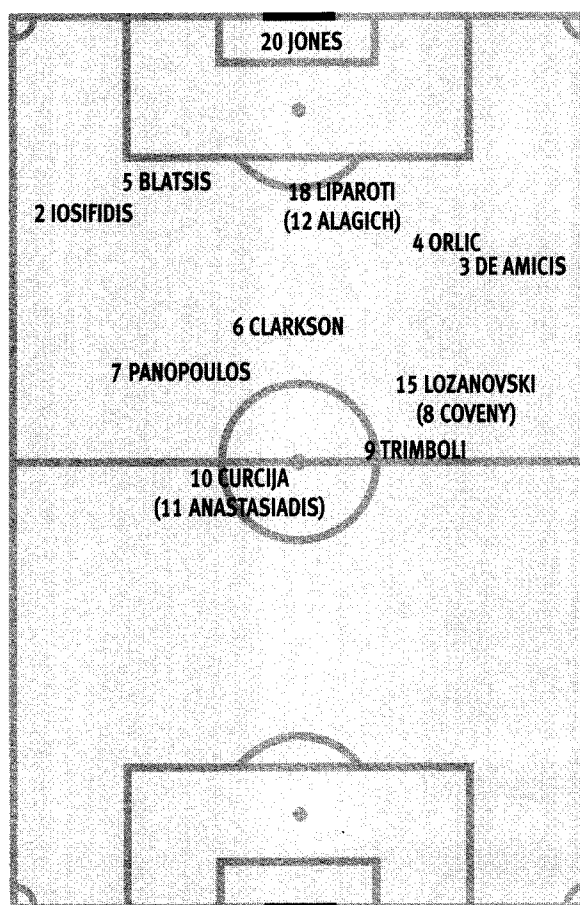 20 JONES
5 BLATSIS
18 LIPAROTI
(12 ALAGICH)
2 IOSIFIDIS
4 ORLIC
3 DE AMICIS
6 CLARKSON
7 PANOPOULOS
15 LOZANOVSKI
(8 COVENY)
9 TRIMBOLI
10 CURCIJA
(11 ANASTASIADIS)